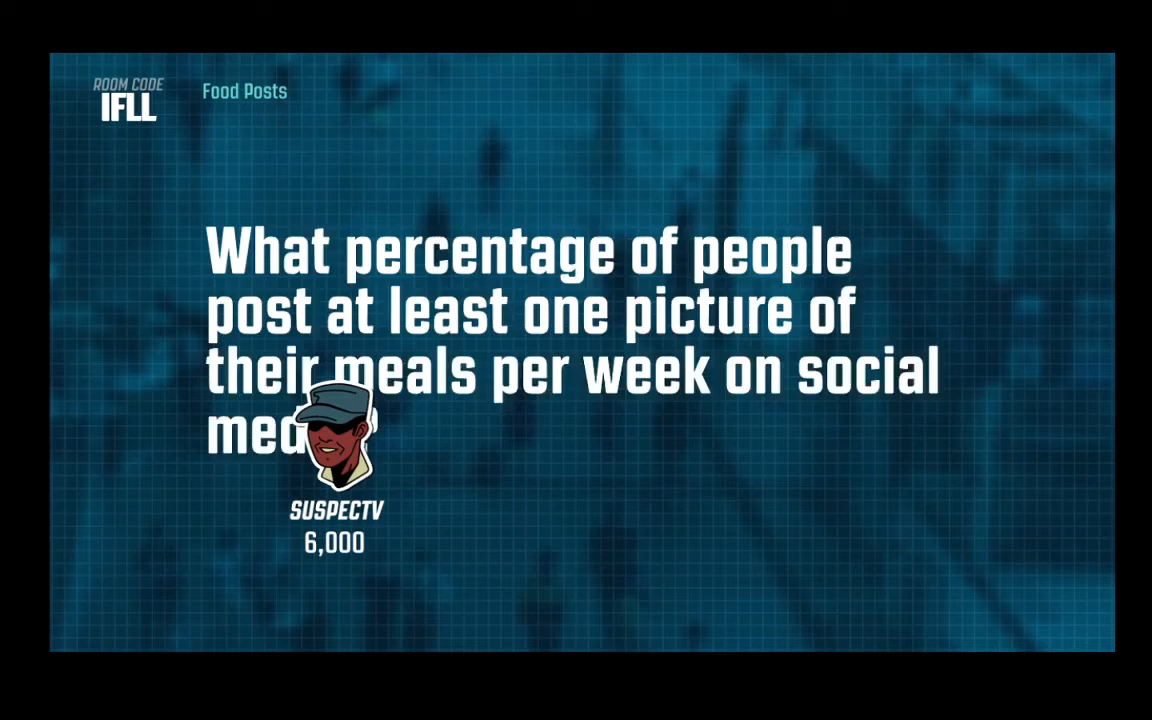 ROOM CODE
IFLL
Food Posts
What percentage of people
post at least one picture of
their meals per week on social
SUSPECTV
6,000